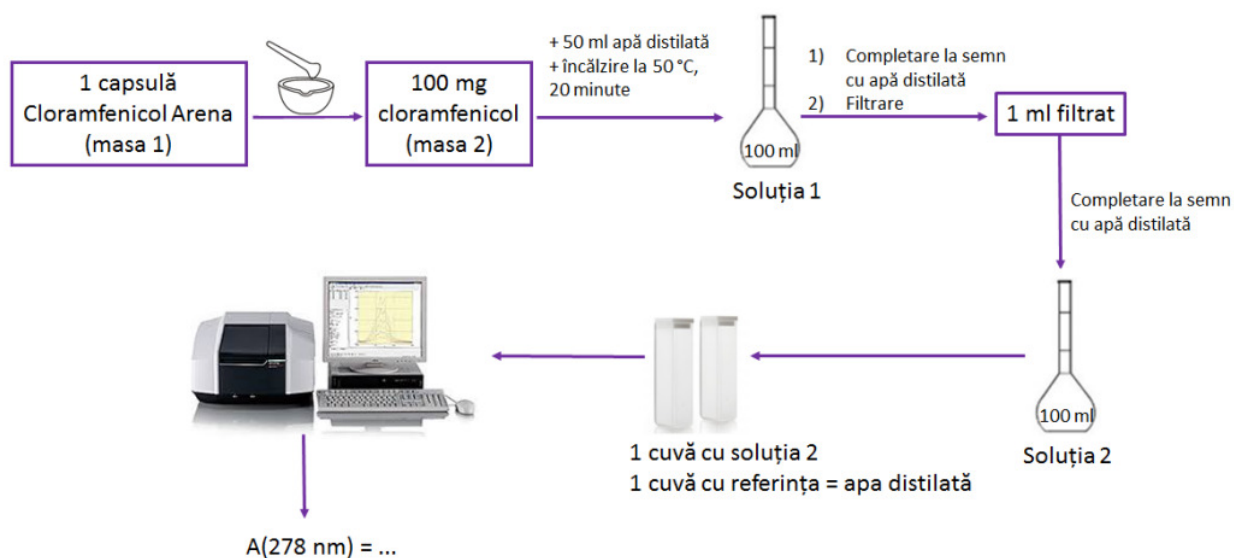 1 capsulă
Cloramfenicol Arena
(masa 1)
100 mg
cloramfenicol
(masa 2)
+ 50 ml apă distilată
+ încălzire la 50 °C,
20 minute
100 ml
Soluția 1
1) Completare la semn
cu apă distilată
2) Filtrare
1 ml filtrat
Completare la semn
cu apă distilată
100 ml
Soluția 2
1 cuvă cu soluția 2
1 cuvă cu referința = apa distilată
A(278 nm) = ...